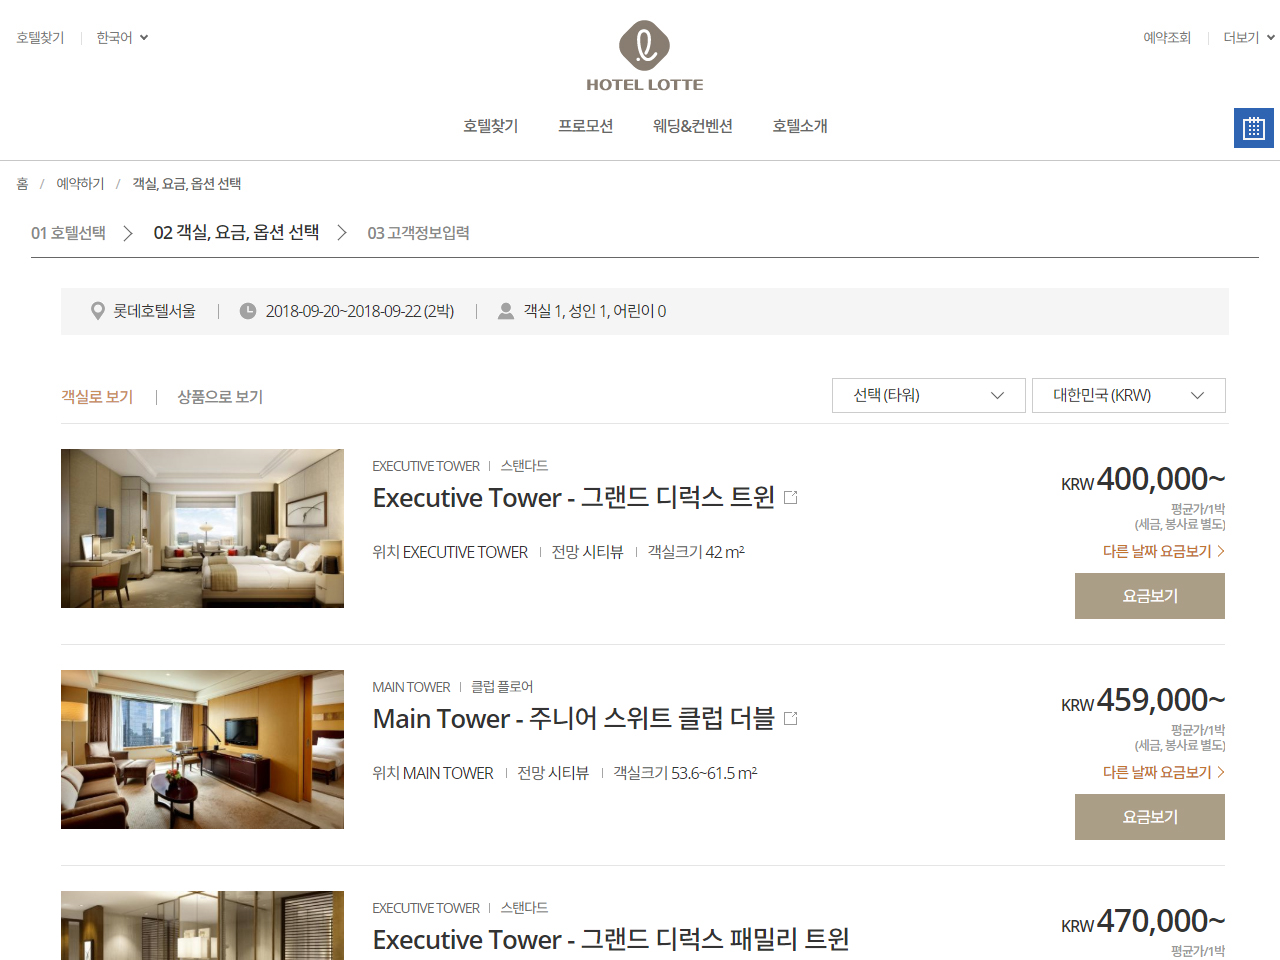 호텔찾기
한국어
HOTEL LOTTE
예약조회
더보기
호텔찾기 프로모션 웨딩&컨벤션 호텔소개
홈 / 예약하기 / 객실, 요금, 옵션 선택
01 호텔선택 02 객실, 요금, 옵션 선택 03 고객정보입력
롯데호텔서울 2018-09-20~2018-09-22 (2박) 객실 1, 성인 1, 어린이 0
객실로 보기 상품으로 보기 선택 (타워) 대한민국 (KRW)
EXECUTIVE TOWER 스탠다드
Executive Tower - 그랜드 디럭스 트윈
위치 EXECUTIVE TOWER 전망 시티뷰 객실크기 42 m²
KRW 400,000~
평균가/1박
(세금, 봉사료 별도)
다른 날짜 요금보기
요금보기
MAIN TOWER 클럽 플로어
Main Tower - 주니어 스위트 클럽 더블
위치 MAIN TOWER 전망 시티뷰 객실크기 53.6~61.5 m²
KRW 459,000~
평균가/1박
(세금, 봉사료 별도)
다른 날짜 요금보기
요금보기
EXECUTIVE TOWER 스탠다드
Executive Tower - 그랜드 디럭스 패밀리 트윈
KRW 470,000~
평균가/1박